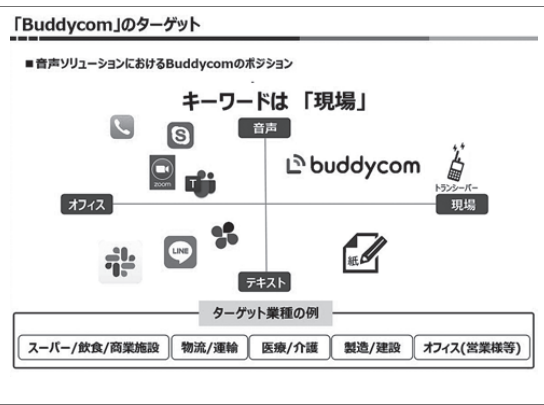 「Buddycom」のターゲット
■音声ソリューションにおけるBuddycomのポジション
キーワードは 「現場」
音声
S
zoom
T
buddycom
トランシーバー
オフィス
現場
LINE
紙
テキスト
ターゲット業種の例
スーパー/飲食/商業施設
物流/運輸
医療/介護
製造/建設
オフィス(営業様等)